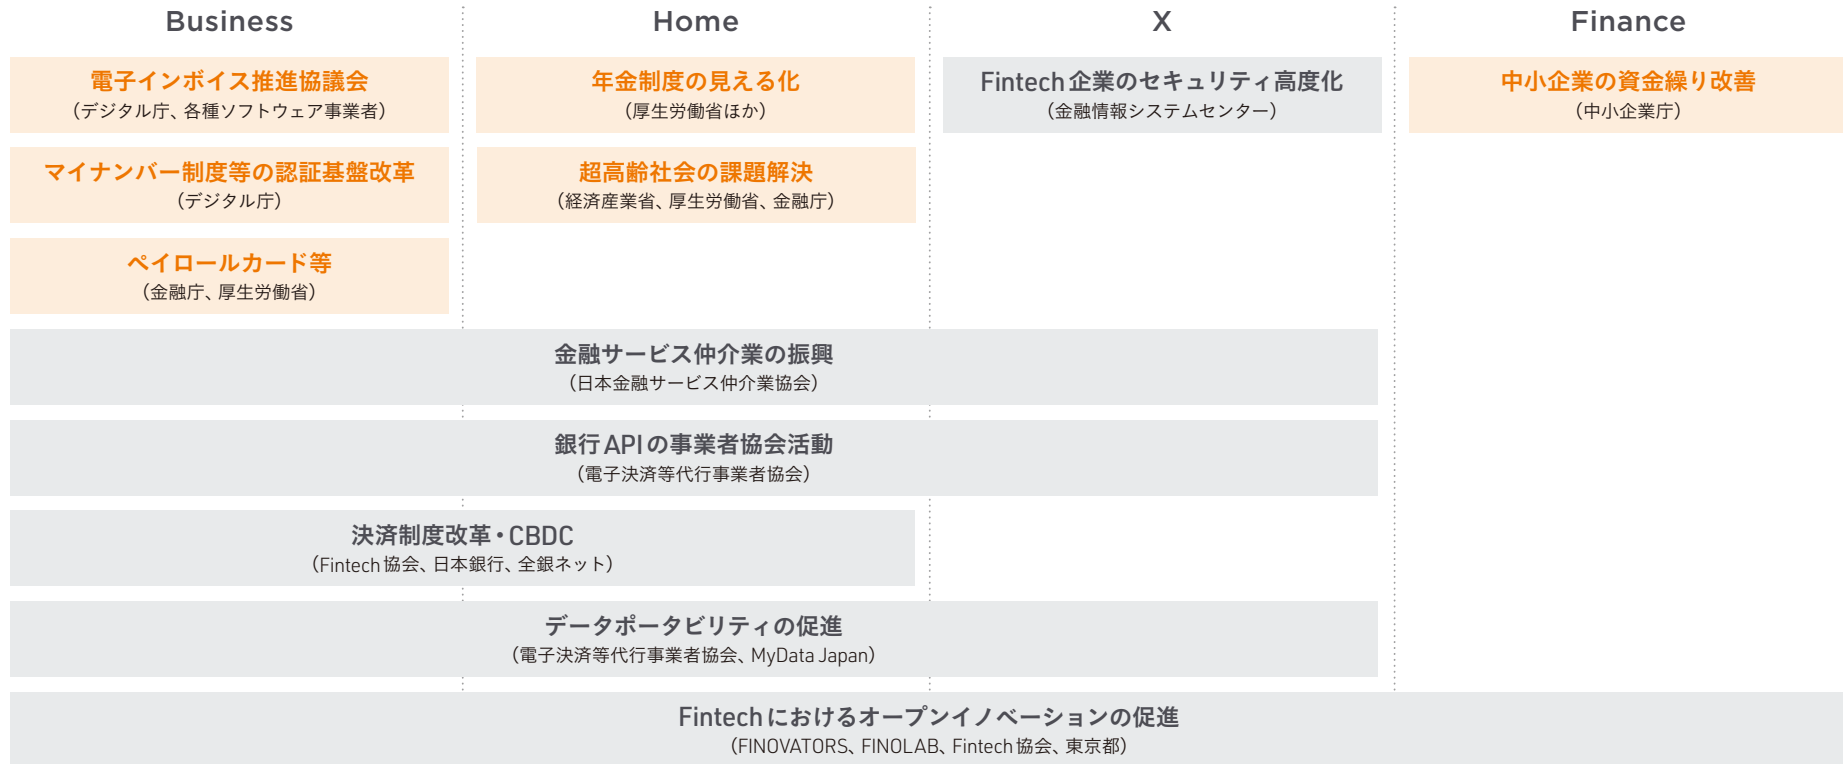 Business
Home
X
Finance
電子インボイス推進協議会
（デジタル庁、各種ソフトウェア事業者）
年金制度の見える化
（厚生労働省ほか）
Fintech企業のセキュリティ高度化
（金融情報システムセンター）
中小企業の資金繰り改善
（中小企業庁）
マイナンバー制度等の認証基盤改革
（デジタル庁）
超高齢社会の課題解決
（経済産業省、厚生労働省、金融庁）
ペイロールカード等
（金融庁、厚生労働省）
金融サービス仲介業の振興
（日本金融サービス仲介業協会）
銀行APIの事業者協会活動
（電子決済等代行事業者協会）
決済制度改革・CBDC
（Fintech協会、日本銀行、全銀ネット）
データポータビリティの促進
（電子決済等代行事業者協会、MyData Japan）
Fintechにおけるオープンイノベーションの促進
（FINOVATORS、FINOLAB、Fintech協会、東京都）